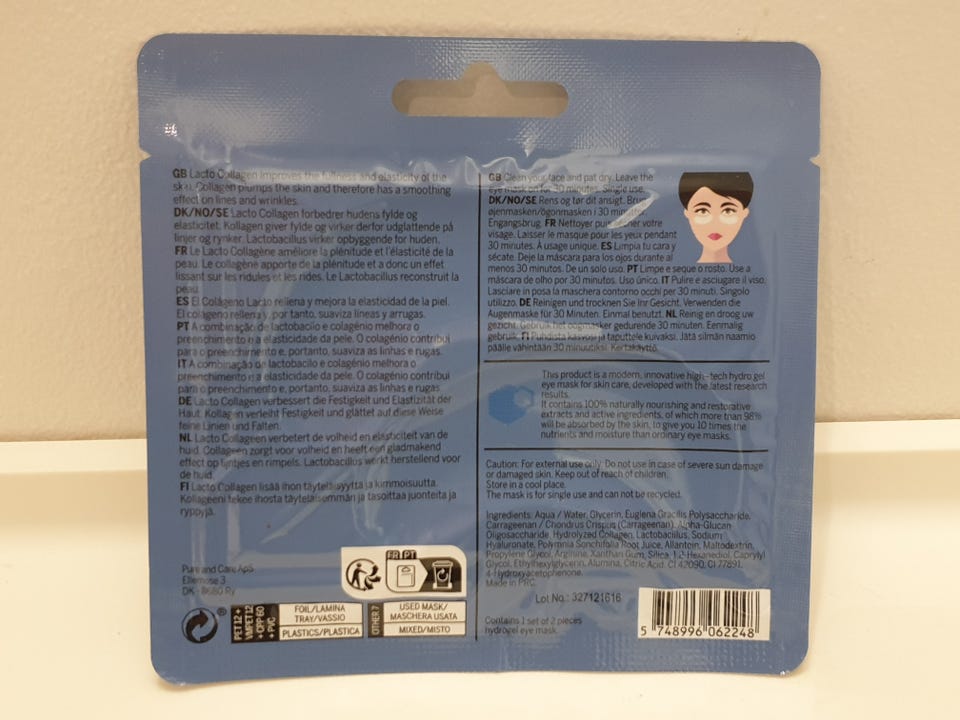 GB Lacto Collagen improves the fullness and elasticity of the
skin. Collagen plumps the skin and therefore has a smoothing
effect on lines and wrinkles.
DK/NO/SE Lacto Collagen forbedrer hudens fylde og
elasticitet. Kollagen giver fylde og virker derfor udglattende på
linjer og rynker. Lactobacillus virker opbyggende for huden.
FR Le Lacto Collagène améliore la plénitude et l'élasticité de la
peau. Le collagène apporte de la plénitude et a donc un effet
lissant sur les ridules et les rides. Le Lactobacillus reconstruit la
peau.
ES El Colágeno Lacto rellena y mejora la elasticidad de la piel.
El colágeno rellena y, por tanto, suaviza líneas y arrugas.
PT A combinação de lactobacilo e colagénio melhora o
preenchimento e a elasticidade da pele. O colagénio contribui
para o preenchimento e, portanto, suaviza as linhas e rugas.
IT A combinação de lactobacilo e colagénio melhora o
preenchimento e a elasticidade da pele. O colagénio contribui
para o preenchimento e, portanto, suaviza as linhas e rugas
DE Lacto Collagen verbessert die Festigkeit und Elastizität der
Haut. Kollagen verleiht Festigkeit und glättet auf diese Weise
feine Linien und Falten.
NL Lacto Collageen verbetert de volheid en elasticiteit van de
huid. Collageen zorgt voor volheid en heeft een gladmakend
effect op lijntjes en rimpels. Lactobacillus werkt herstellend voor
de huid.
FI Lacto Collagen lisää ihon täyteläisyyttä ja kimmoisuutta.
Kollageeni tekee ihosta täyteläisemmän ja tasoittaa juonteita ja
ryppyjä.
Pure and Care ApS
Ellemose 3
DK - 8680 Ry
FR PT
PET 12 +
VMPET 12
+ OPP 60
+ PVC
FOIL/LAMINA
TRAY/VASSIO
PLASTICS/PLASTICA
OTHER 7
USED MASK/
MASCHERA USATA
MIXED/MISTO
GB Clean your face and pat dry. Leave the
eye mask on for 30 minutes. Single use.
DK/NO/SE Rens og tør dit ansigt. Brug
øjenmasken/ögonmasken i 30 minutter.
Engangsbrug. FR Nettoyer puis sécher votre
visage. Laisser le masque pour les yeux pendant
30 minutes. À usage unique. ES Limpia tu cara y
sécate. Deje la máscara para los ojos durante al
menos 30 minutos. De un solo uso. PT Limpe e seque o rosto. Use a
máscara de olho por 30 minutos. Uso único. IT Pulire e asciugare il viso.
Lasciare in posa la maschera contorno occhi per 30 minuti. Singolo
utilizzo. DE Reinigen und trocknen Sie Ihr Gesicht. Verwenden die
Augenmaske für 30 Minuten. Einmal benutzt. NL Reinig en droog uw
gezicht. Gebruik het oogmasker gedurende 30 minuten. Eenmalig
gebruik. FI Puhdista kasvosi ja taputtele kuivaksi. Jätä silmän naamio
päälle vähintään 30 minuutiksi. Kertakäyttö.
This product is a modern, innovative high-tech hydro gel
eye mask for skin care, developed with the latest research
results.
It contains 100% naturally nourishing and restorative
extracts and active ingredients, of which more than 98%
will be absorbed by the skin, to give you 10 times the
nutrients and moisture than ordinary eye masks.
Caution: For external use only. Do not use in case of severe sun damage
or damaged skin. Keep out of reach of children.
Store in a cool place.
The mask is for single use and can not be recycled.
Ingredients: Aqua / Water, Glycerin, Euglena Gracilis Polysaccharide,
Carrageenan / Chondrus Crispus (Carrageenan), Alpha-Glucan
Oligosaccharide, Hydrolyzed Collagen, Lactobacillus, Sodium
Hyaluronate, Polymnia Sonchifolia Root Juice, Allantoin, Maltodextrin,
Propylene Glycol, Arginine, Xanthan Gum, Silica, 1,2-Hexanediol, Caprylyl
Glycol, Ethylhexylglycerin, Alumina, Citric Acid, CI 42090, CI 77891,
4-Hydroxyacetophenone.
Made in PRC
Lot No.: 327121616
Contains 1 set of 2 pieces
hydrogel eye mask.
5 748996 062248